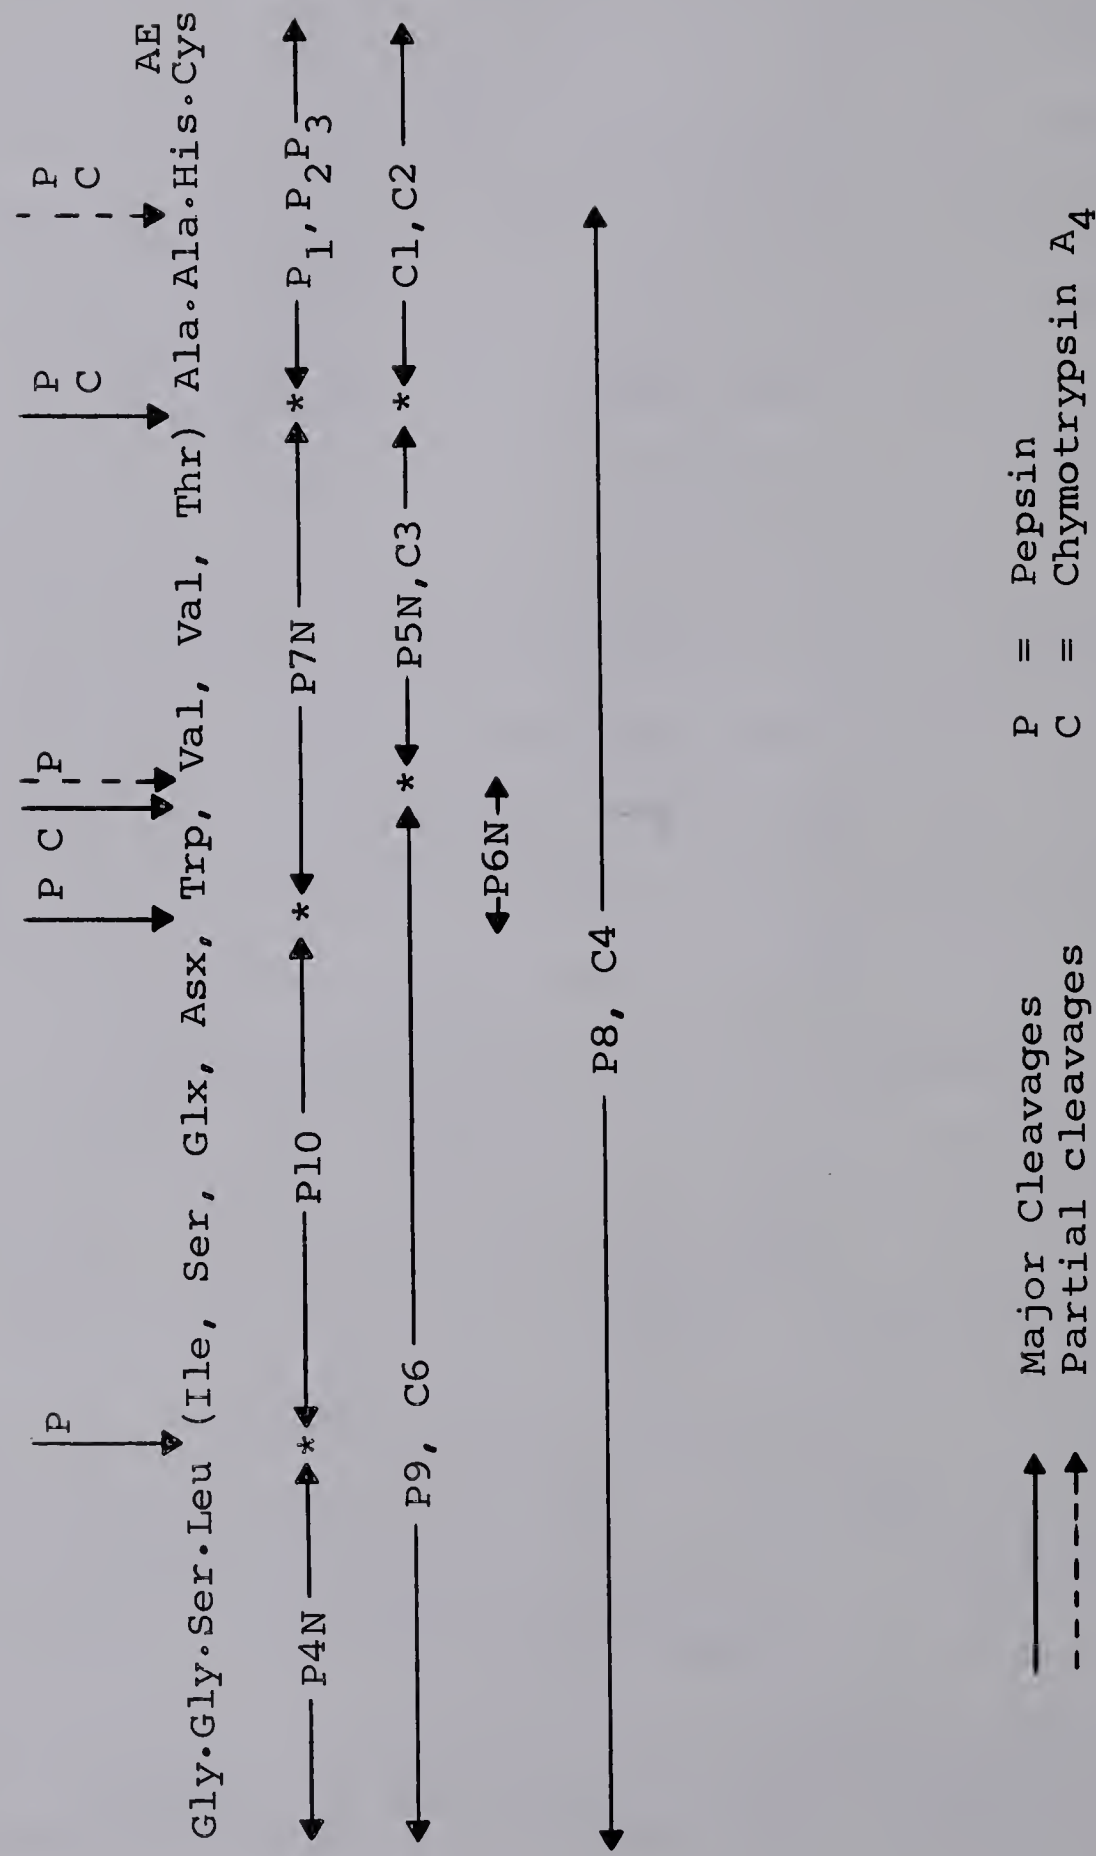 P P C P P P
C C
AE
Gly·Gly·Ser·Leu (Ile, Ser, Glx, Asx, Trp, Val, Val, Thr) Ala·Ala·His·Cys
P4N * P10 * P7N * P1, P2P3
P9, C6 * P5N, C3 * C1, C2
P6N
P8, C4
Major Cleavages P = Pepsin
Partial cleavages C = Chymotrypsin A4